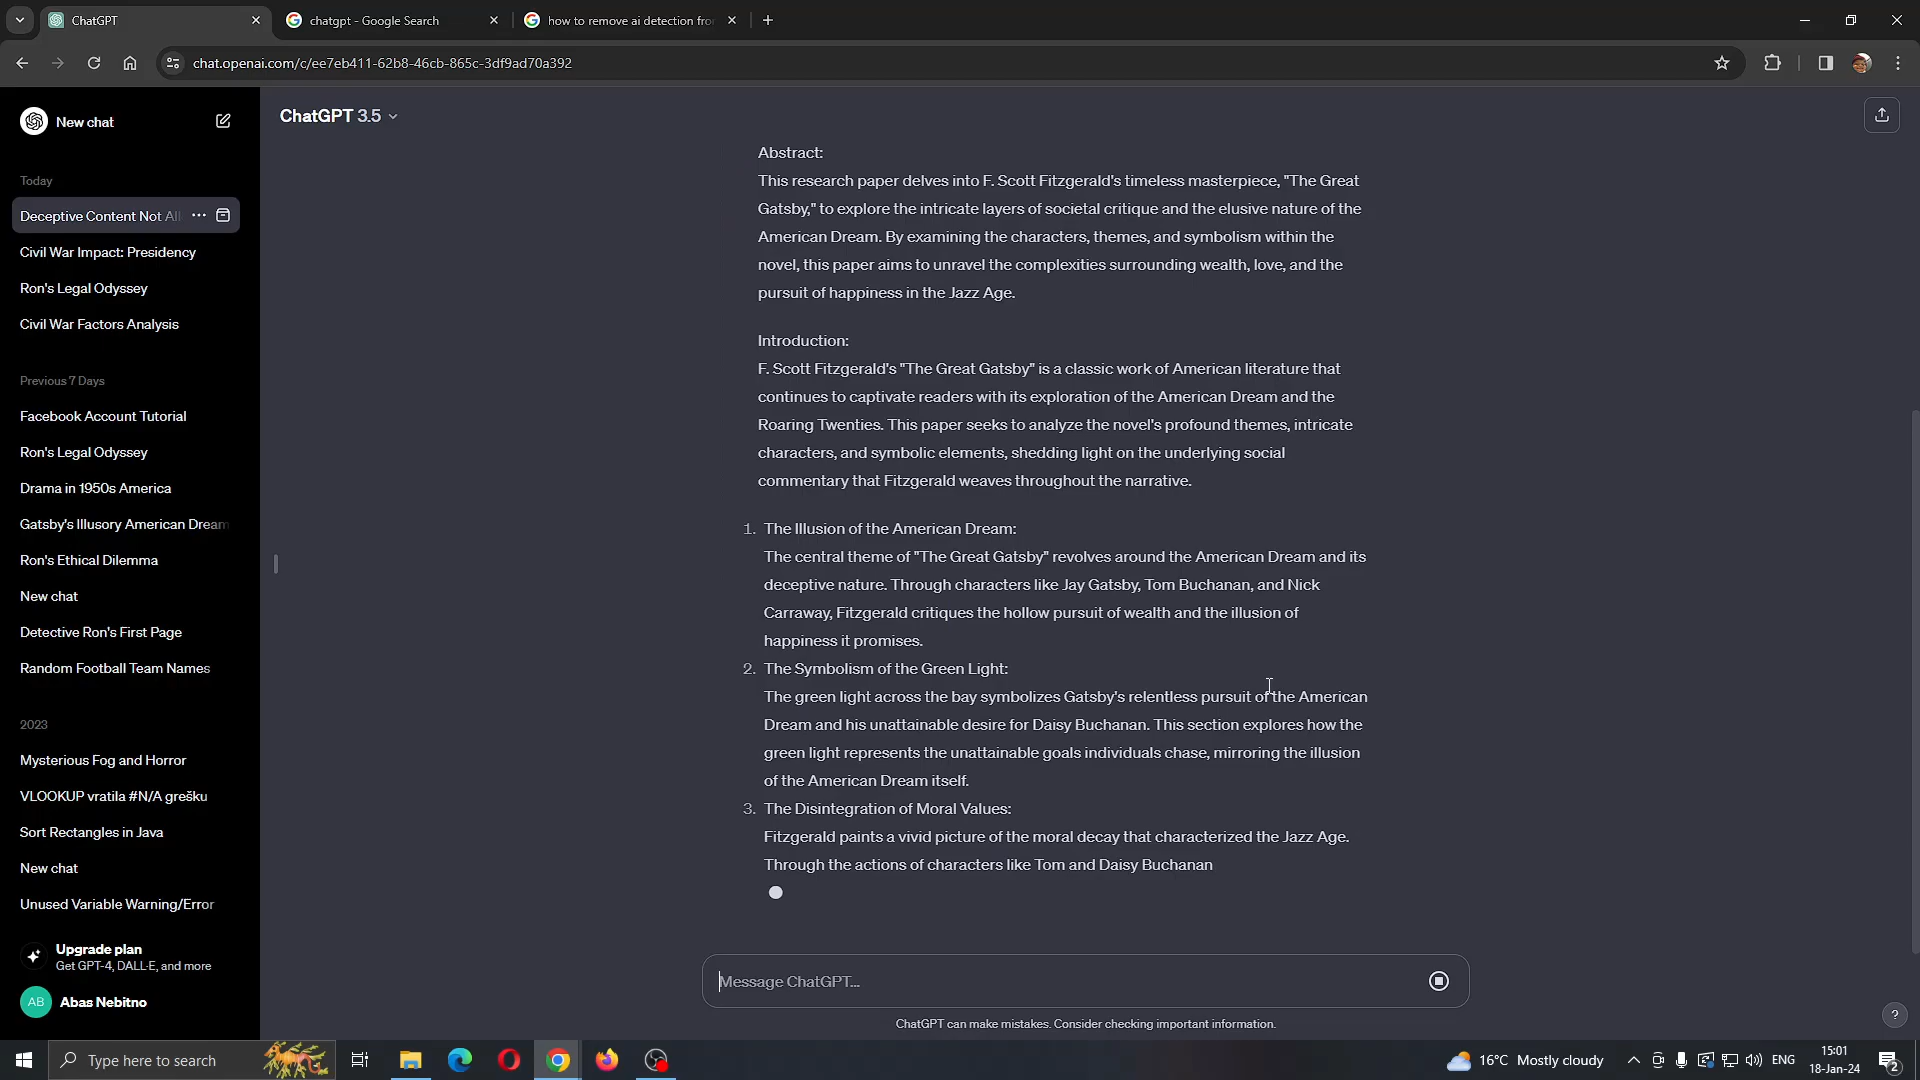 ChatGPT
chatgpt - Google Search
how to remove ai detection fro
chat.openai.com/c/ee7eb411-62b8-46cb-865c-3df9ad70a392
New chat
ChatGPT 3.5
Today
Deceptive Content Not All
Civil War Impact: Presidency
Ron's Legal Odyssey
Civil War Factors Analysis
Previous 7 Days
Facebook Account Tutorial
Ron's Legal Odyssey
Drama in 1950s America
Gatsby's Illusory American Dream
Ron's Ethical Dilemma
New chat
Detective Ron's First Page
Random Football Team Names
2023
Mysterious Fog and Horror
VLOOKUP vratila #N/A grešku
Sort Rectangles in Java
New chat
Unused Variable Warning/Error
Upgrade plan
Get GPT-4, DALL·E, and more
AB
Abas Nebitno
Abstract:
This research paper delves into F. Scott Fitzgerald's timeless masterpiece, "The Great
Gatsby," to explore the intricate layers of societal critique and the elusive nature of the
American Dream. By examining the characters, themes, and symbolism within the
novel, this paper aims to unravel the complexities surrounding wealth, love, and the
pursuit of happiness in the Jazz Age.
Introduction:
F. Scott Fitzgerald's "The Great Gatsby" is a classic work of American literature that
continues to captivate readers with its exploration of the American Dream and the
Roaring Twenties. This paper seeks to analyze the novel's profound themes, intricate
characters, and symbolic elements, shedding light on the underlying social
commentary that Fitzgerald weaves throughout the narrative.
1. The Illusion of the American Dream:
The central theme of "The Great Gatsby" revolves around the American Dream and its
deceptive nature. Through characters like Jay Gatsby, Tom Buchanan, and Nick
Carraway, Fitzgerald critiques the hollow pursuit of wealth and the illusion of
happiness it promises.
2. The Symbolism of the Green Light:
The green light across the bay symbolizes Gatsby's relentless pursuit of the American
Dream and his unattainable desire for Daisy Buchanan. This section explores how the
green light represents the unattainable goals individuals chase, mirroring the illusion
of the American Dream itself.
3. The Disintegration of Moral Values:
Fitzgerald paints a vivid picture of the moral decay that characterized the Jazz Age.
Through the actions of characters like Tom and Daisy Buchanan
Message ChatGPT...
ChatGPT can make mistakes. Consider checking important information.
?
Type here to search
16°C Mostly cloudy
ENG
15:01
18-Jan-24
2